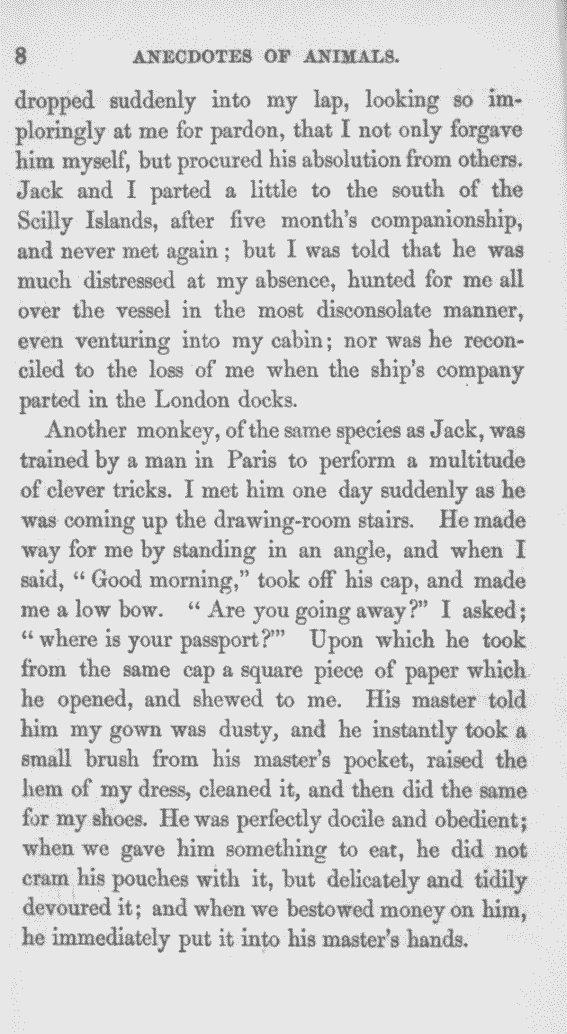 8 ANECDOTES OF ANIMALS.
dropped suddenly into my lap, looking so im-
ploringly at me for pardon, that I not only forgave
him myself, but procured his absolution from others.
Jack and I parted a little to the south of the
Scilly Islands, after five month's companionship,
and never met again; but I was told that he was
much distressed at my absence, hunted for me all
over the vessel in the most disconsolate manner,
even venturing into my cabin; nor was he recon-
ciled to the loss of me when the ship's company
parted in the London docks.
Another monkey, of the same species as Jack, was
trained by a man in Paris to perform a multitude
of clever tricks. I met him one day suddenly as he
was coming up the drawing-room stairs. He made
way for me by standing in an angle, and when I
said, "Good morning," took off his cap, and made
me a low bow. "Are you going away?" I asked;
"where is your passport?'" Upon which he took
from the same cap a square piece of paper which
he opened, and shewed to me. His master told
him my gown was dusty, and he instantly took a
small brush from his master's pocket, raised the
hem of my dress, cleaned it, and then did the same
for my shoes. He was perfectly docile and obedient;
when we gave him something to eat, he did not
cram his pouches with it, but delicately and tidily
devoured it; and when we bestowed money on him,
he immediately put it into his master's hands.